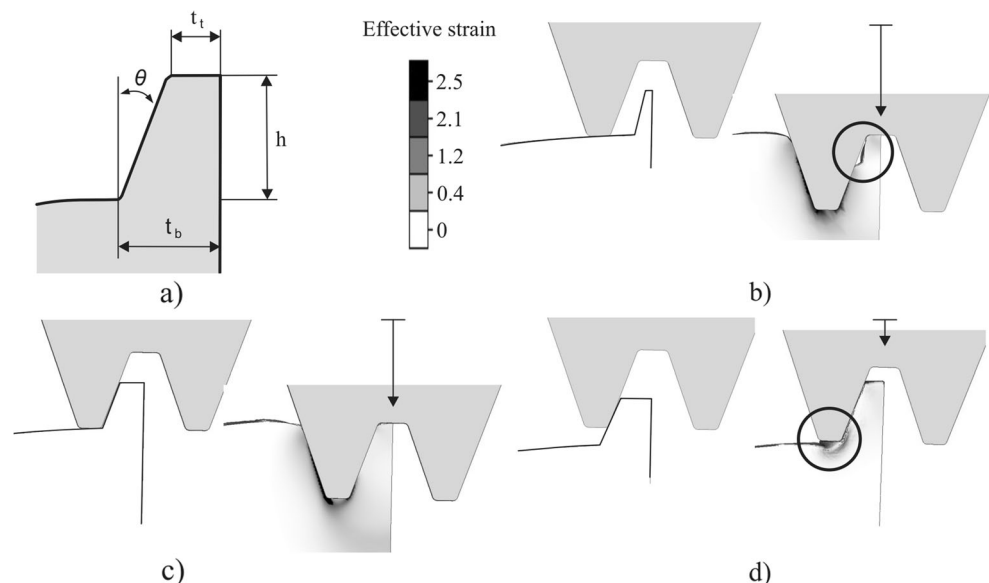 t_t
θ
h
t_b
a)
Effective strain
2.5
2.1
1.2
0.4
0
b)
c)
d)